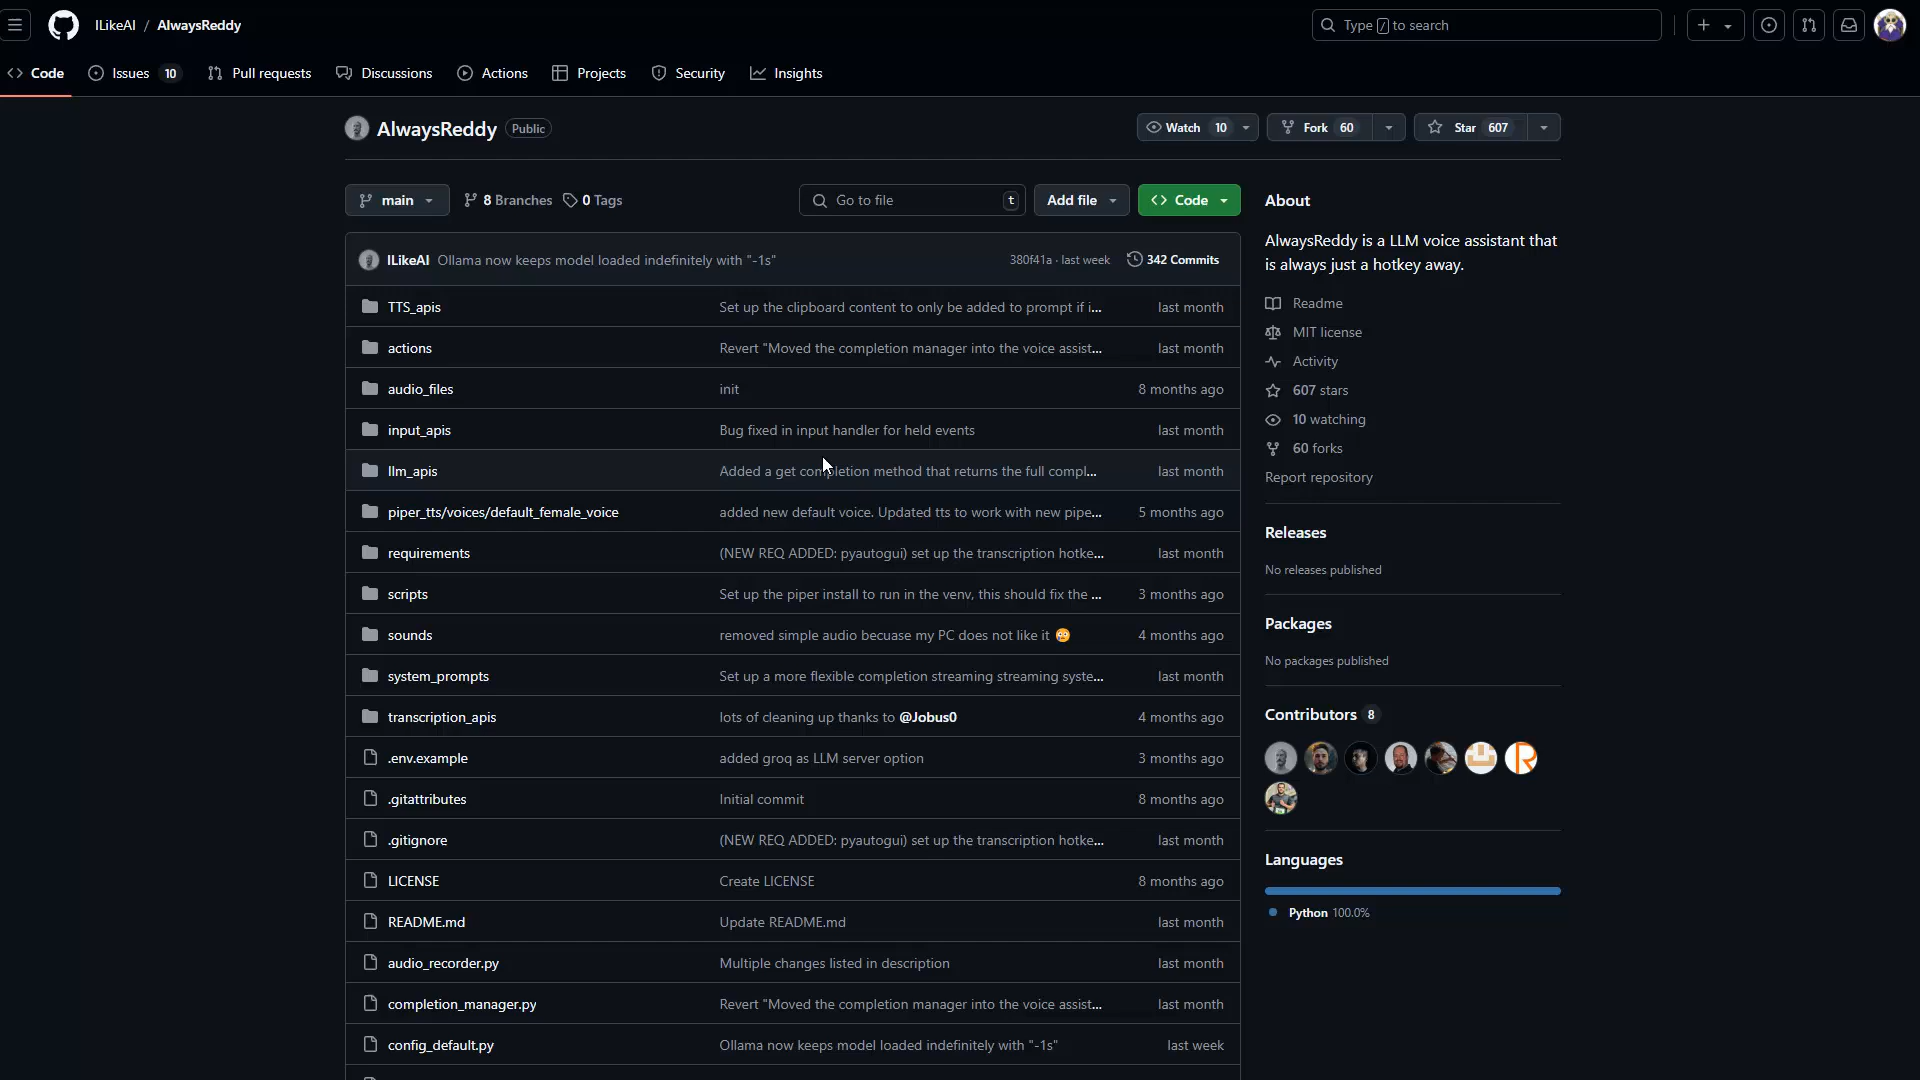 ILikeAI / AlwaysReddy
Type / to search
Code
Issues 10
Pull requests
Discussions
Actions
Projects
Security
Insights
AlwaysReddy Public
Watch 10
Fork 60
Star 607
main
8 Branches
0 Tags
Go to file t
Add file
Code
ILikeAI Ollama now keeps model loaded indefinitely with "-1s" 380f41a · last week 342 Commits
TTS_apis Set up the clipboard content to only be added to prompt if i... last month
actions Revert "Moved the completion manager into the voice assist... last month
audio_files init 8 months ago
input_apis Bug fixed in input handler for held events last month
llm_apis Added a get completion method that returns the full compl... last month
piper_tts/voices/default_female_voice added new default voice. Updated tts to work with new pipe... 5 months ago
requirements (NEW REQ ADDED: pyautogui) set up the transcription hotke... last month
scripts Set up the piper install to run in the venv, this should fix the ... 3 months ago
sounds removed simple audio becuase my PC does not like it 😳 4 months ago
system_prompts Set up a more flexible completion streaming streaming syste... last month
transcription_apis lots of cleaning up thanks to @Jobus0 4 months ago
.env.example added groq as LLM server option 3 months ago
.gitattributes Initial commit 8 months ago
.gitignore (NEW REQ ADDED: pyautogui) set up the transcription hotke... last month
LICENSE Create LICENSE 8 months ago
README.md Update README.md last month
audio_recorder.py Multiple changes listed in description last month
completion_manager.py Revert "Moved the completion manager into the voice assist... last month
config_default.py Ollama now keeps model loaded indefinitely with "-1s" last week
About
AlwaysReddy is a LLM voice assistant that
is always just a hotkey away.
Readme
MIT license
Activity
607 stars
10 watching
60 forks
Report repository
Releases
No releases published
Packages
No packages published
Contributors 8
Languages
Python 100.0%